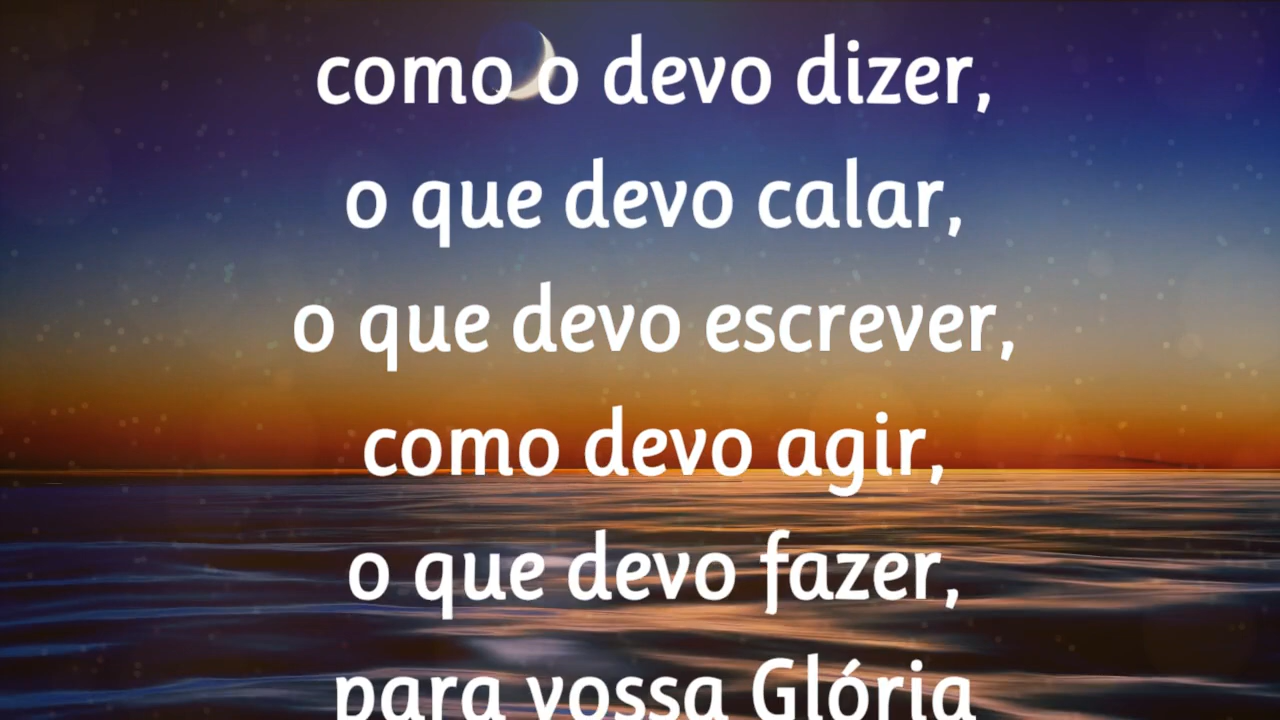 como o devo dizer,
o que devo calar,
o que devo escrever,
como devo agir,
o que devo fazer,
para vossa Glória